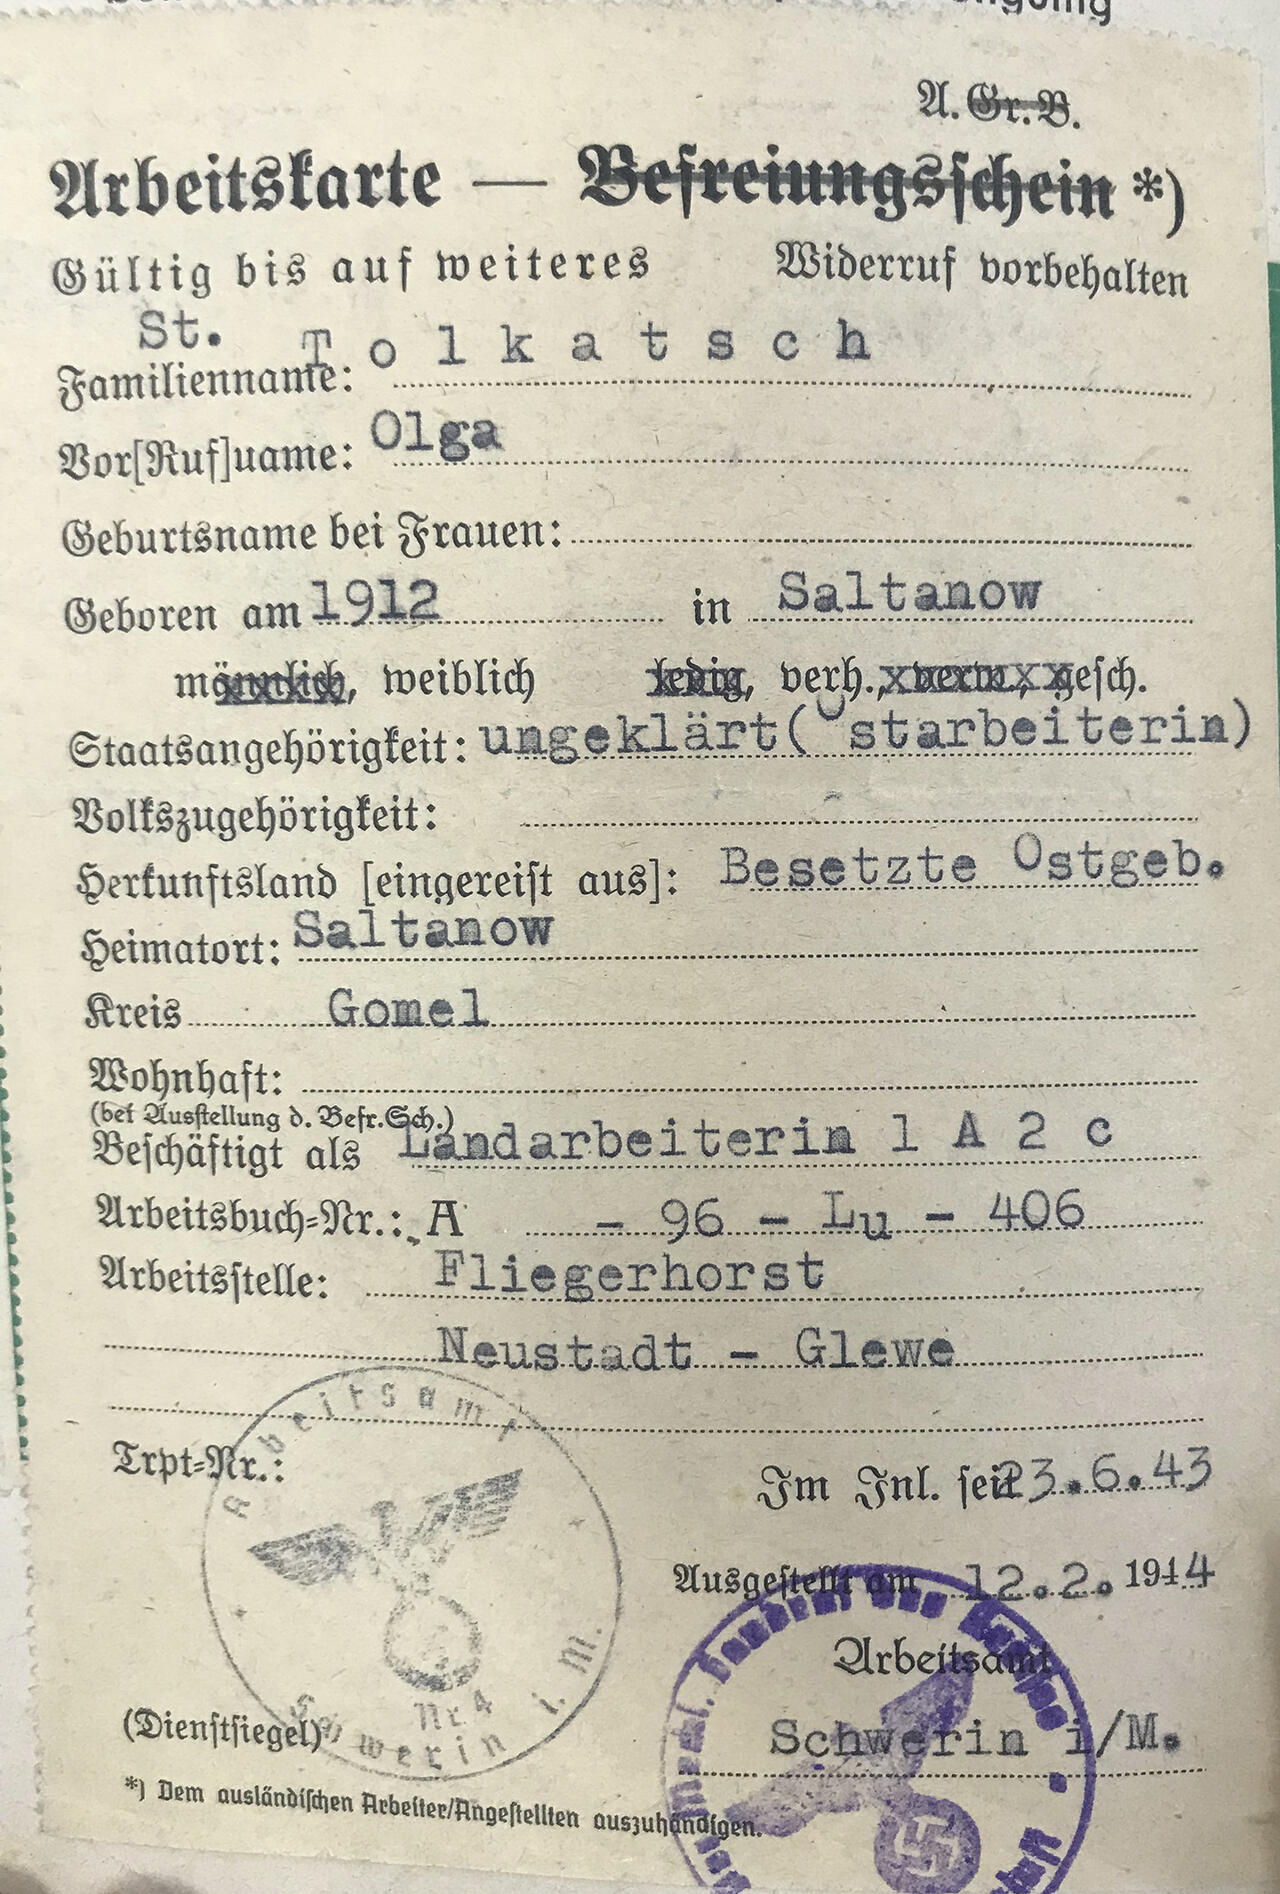 A. Gr. B.
Arbeitskarte — Befreiungsschein *)
Gültig bis auf weiteres Widerruf vorbehalten
St.
Familienname: Tolkatsch
Vor[Ruf]uame: Olga
Geburtsname bei Frauen:
Geboren am 1912 in Saltanow
männlich, weiblich ledig, verh., verw., gesch.
Staatsangehörigkeit: ungeklärt( Ostarbeiterin)
Volkszugehörigkeit:
Herkunftsland [eingereist aus]: Besetzte Ostgeb.
Heimatort: Saltanow
Kreis Gomel
Wohnhaft:
(bei Ausstellung d. Befr.Sch.)
Beschäftigt als Landarbeiterin 1 A 2 c
Arbeitsbuch=Nr.: A - 96 - Lu - 406
Arbeitsstelle: Fliegerhorst
Neustadt - Glewe
Arbeitsamt
Trpt=Nr.:
Im Inl. seit 23.6.43
Ausgestellt am 12.2. 1944
Arbeitsamt
Nr. 4
(Dienstsiegel)
Schwerin i. M.
Schwerin i/M.
*) Dem ausländischen Arbeiter/Angestellten auszuhändigen.